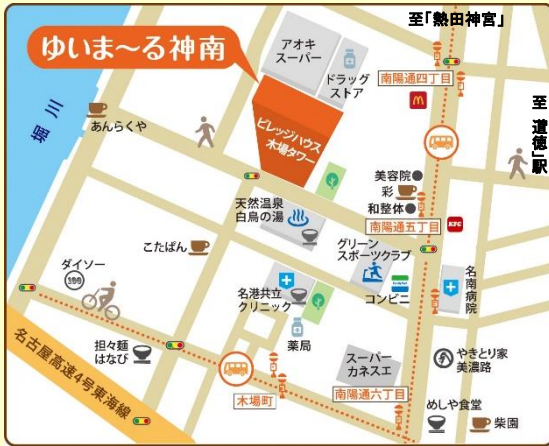 至「熱田神宮」
ゆいま～る神南
アオキ
スーパー
ドラッグ
ストア
南陽通四丁目
至「道徳」駅
堀川
あんらくや
ビレッジハウス
木場タワー
美容院
彩
和整体
南陽通五丁目
KFC
天然温泉
白鳥の湯
グリーン
スポーツクラブ
こたぱん
ダイソー
100
名港共立
クリニック
FamilyMart
コンビニ
名南病院
担々麺
はなび
薬局
スーパー
カネスエ
やきとり家
美濃路
名古屋高速4号東海線
木場町
南陽通六丁目
めしや食堂
柴園